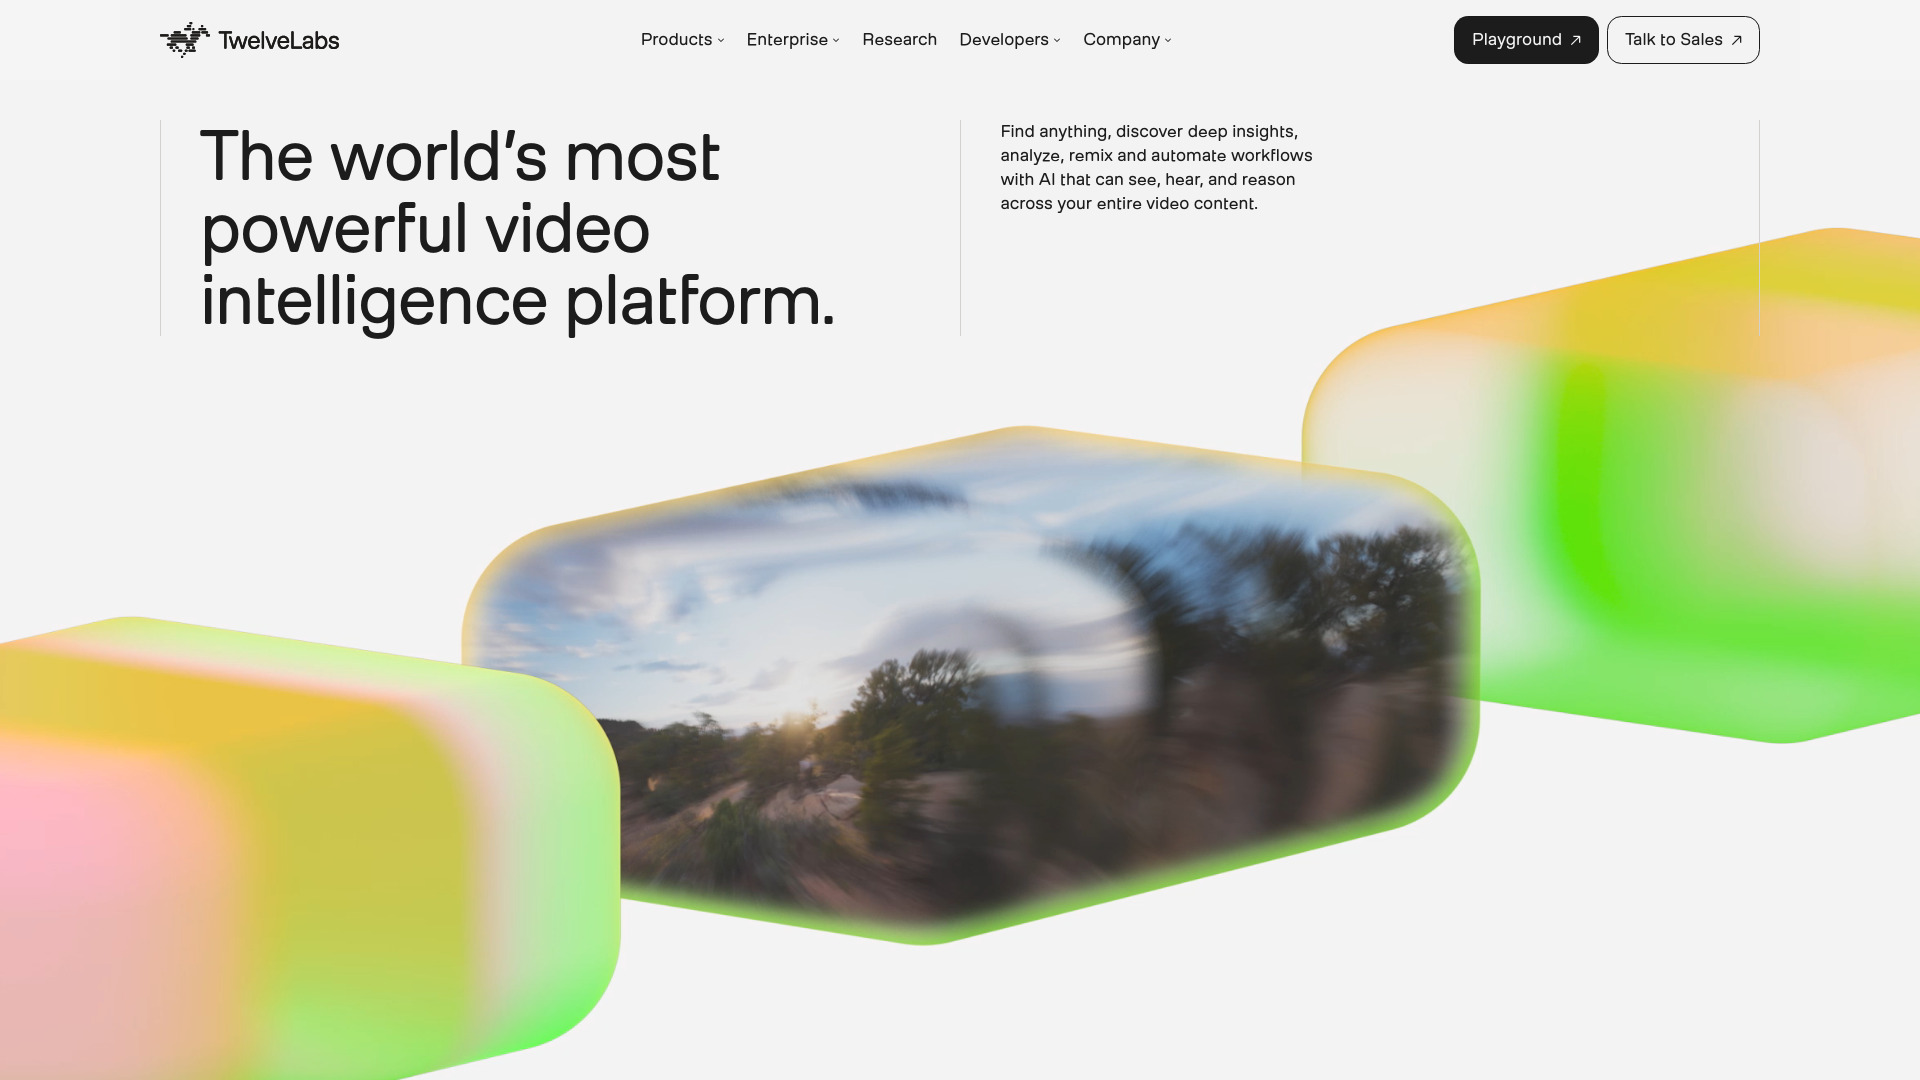 TwelveLabs
Products
Enterprise
Research
Developers
Company
Playground
Talk to Sales
The world’s most
powerful video
intelligence platform.
Find anything, discover deep insights,
analyze, remix and automate workflows
with AI that can see, hear, and reason
across your entire video content.